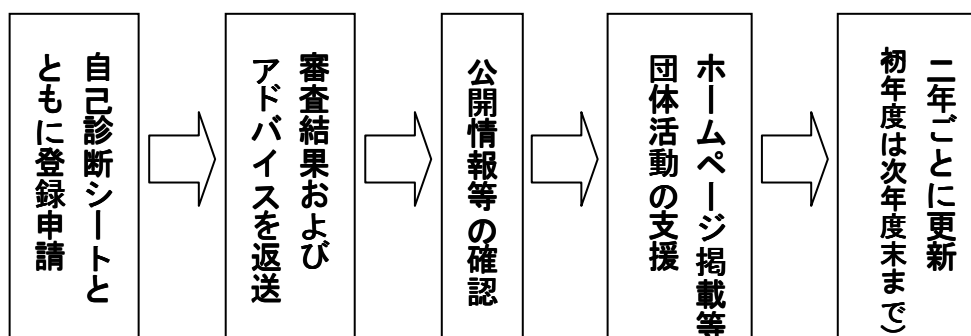 自己診断シートと
ともに登録申請
審査結果および
アドバイスを返送
公開情報等の確認
ホームページ掲載等
団体活動の支援
二年ごとに更新
初年度は次年度末まで）